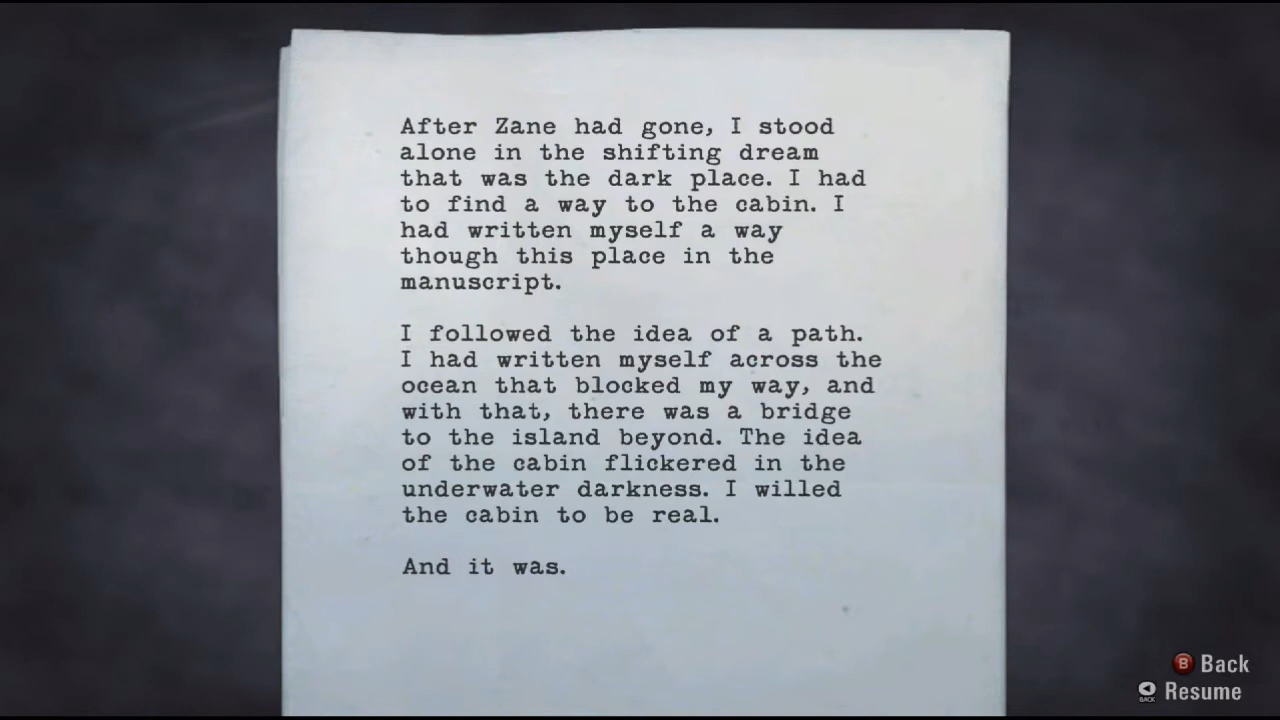 After Zane had gone, I stood
alone in the shifting dream
that was the dark place. I had
to find a way to the cabin. I
had written myself a way
though this place in the
manuscript.
I followed the idea of a path.
I had written myself across the
ocean that blocked my way, and
with that, there was a bridge
to the island beyond. The idea
of the cabin flickered in the
underwater darkness. I willed
the cabin to be real.
And it was.
B Back
BACK Resume